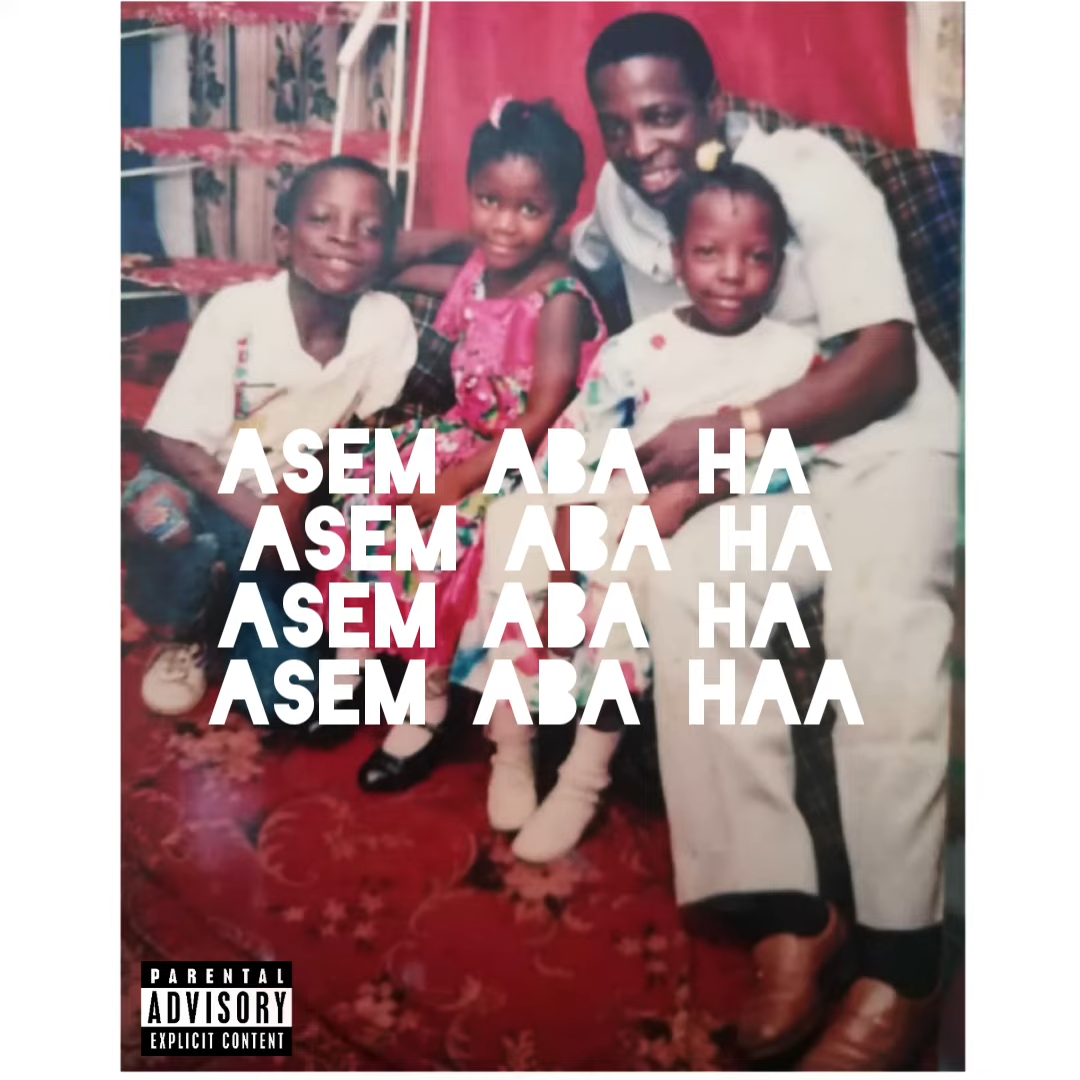 ASEM ABA HA
ASEM ABA HA
ASEM ABA HA
ASEM ABA HAA
PARENTAL
ADVISORY
EXPLICIT CONTENT